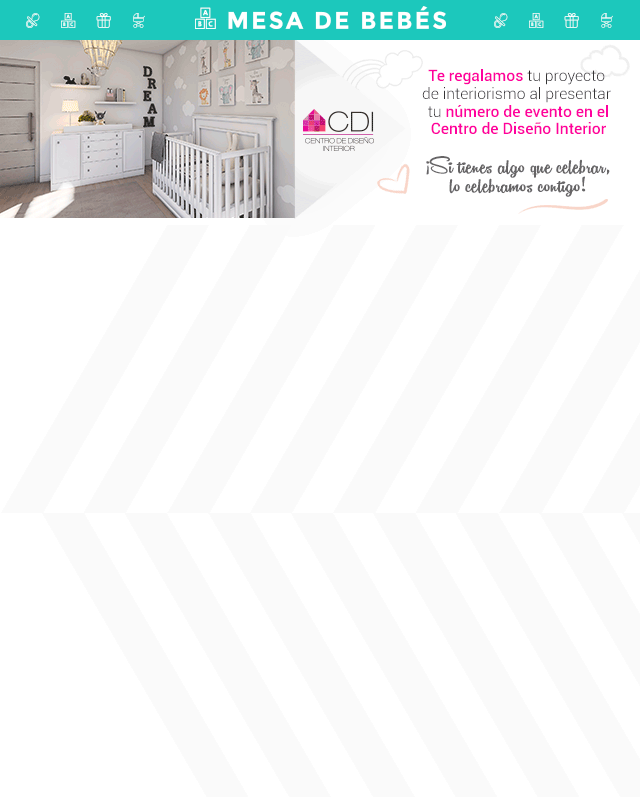 MESA DE BEBÉS
DREAM
CDI
CENTRO DE DISEÑO
INTERIOR
Te regalamos tu proyecto
de interiorismo al presentar
tu número de evento en el
Centro de Diseño Interior
¡Si tienes algo que celebrar,
lo celebramos contigo!